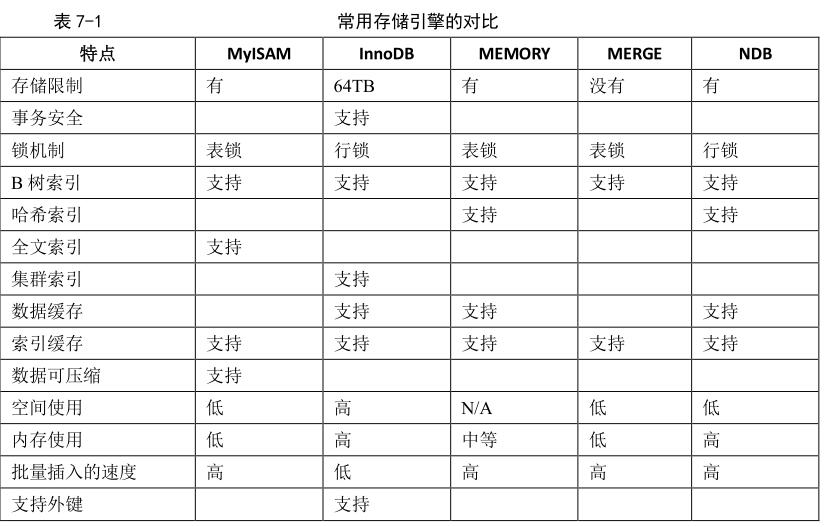 表 7-1 常用存储引擎的对比
特点 MyISAM InnoDB MEMORY MERGE NDB
存储限制 有 64TB 有 没有 有
事务安全 支持
锁机制 表锁 行锁 表锁 表锁 行锁
B 树索引 支持 支持 支持 支持 支持
哈希索引 支持 支持
全文索引 支持
集群索引 支持
数据缓存 支持 支持 支持
索引缓存 支持 支持 支持 支持 支持
数据可压缩 支持
空间使用 低 高 N/A 低 低
内存使用 低 高 中等 低 高
批量插入的速度 高 低 高 高 高
支持外键 支持